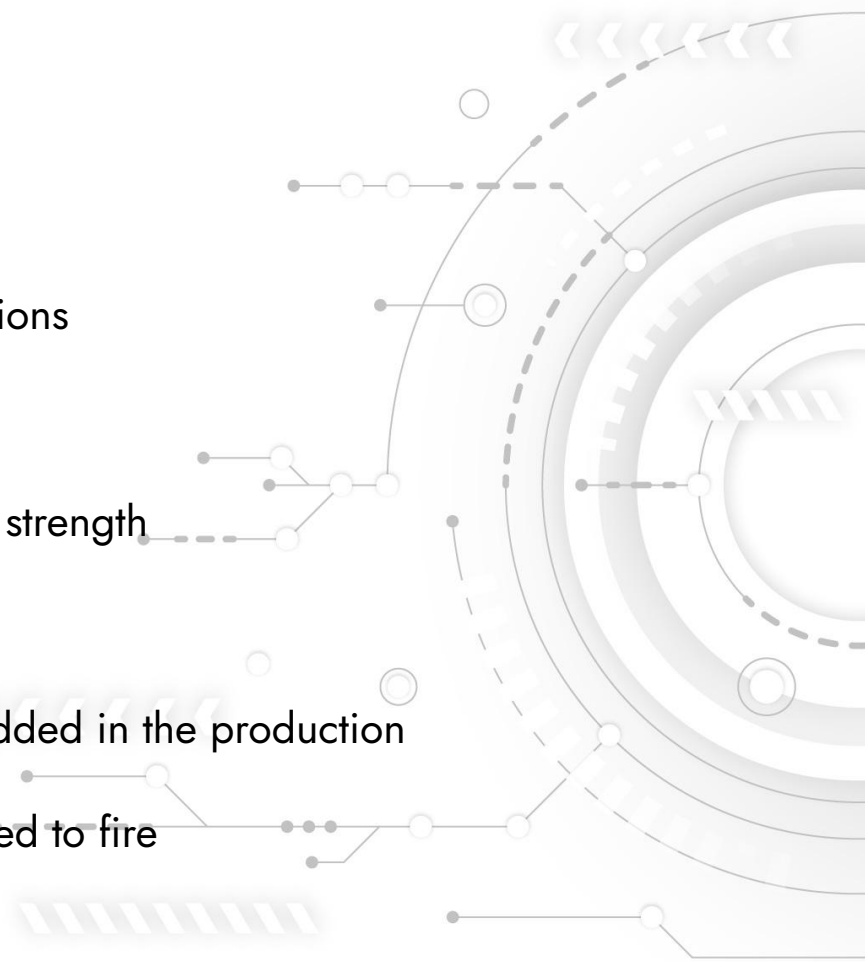 ions
strength
dded in the production
ed to fire